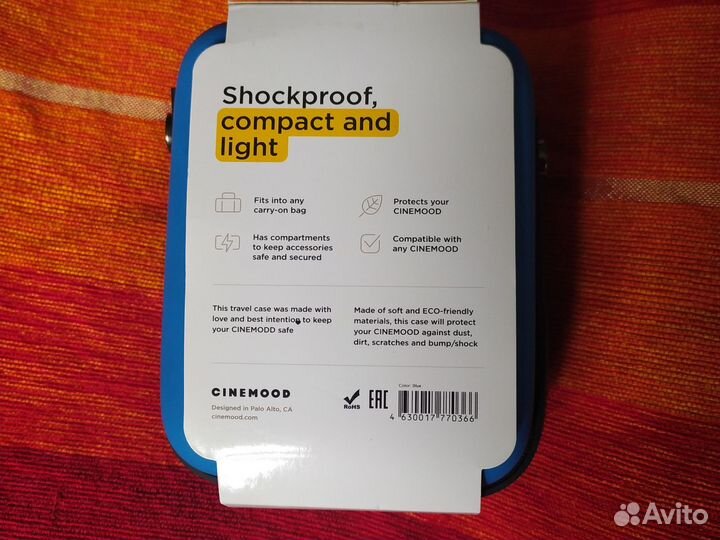 Shockproof,
compact and
light
Fits into any
carry-on bag
Protects your
CINEMOOD
Has compartments
to keep accessories
safe and secured
Compatible with
any CINEMOOD
This travel case was made with
love and best intention to keep
your CINEMODD safe
Made of soft and ECO-friendly
materials, this case will protect
your CINEMOOD against dust,
dirt, scratches and bump/shock
CINEMOOD
Designed in Palo Alto, CA
cinemood.com
RoHS
EAC
Color: Blue
4 630017 770366
Avito